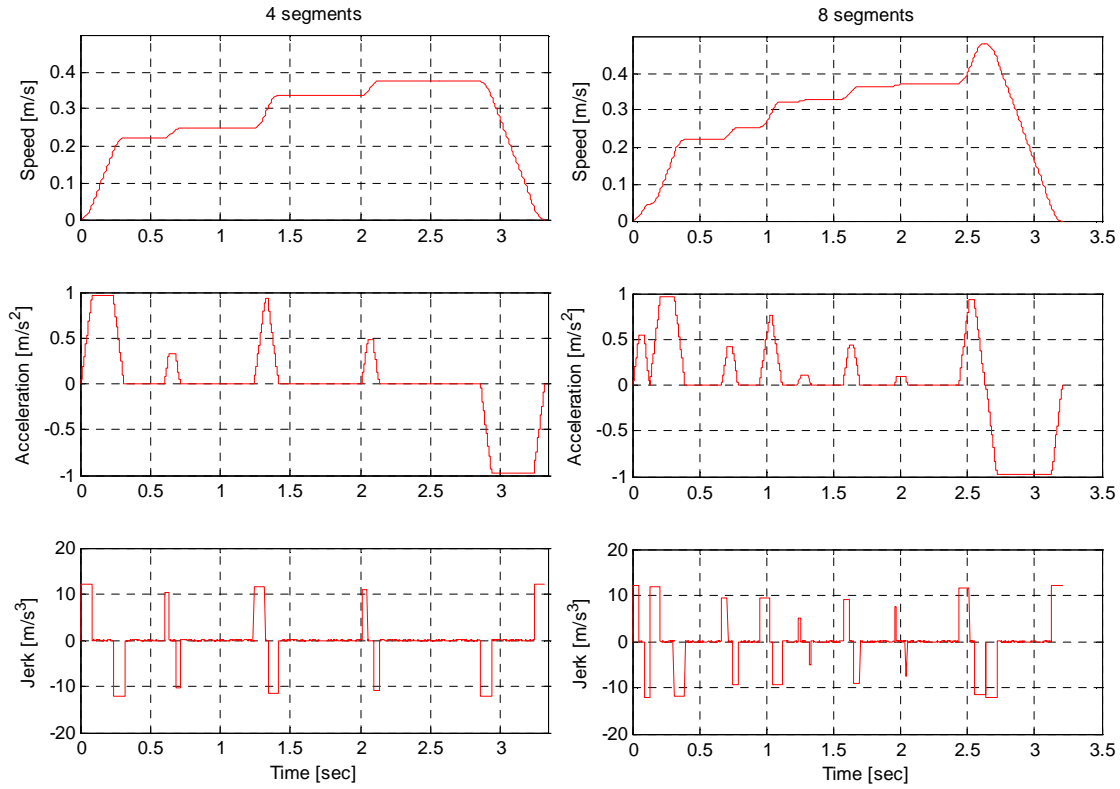 4 segments
Speed [m/s]
0.4
0.3
0.2
0.1
0
0 0.5 1 1.5 2 2.5 3
Acceleration [m/s²]
1
0.5
0
-0.5
-1
0 0.5 1 1.5 2 2.5 3
Jerk [m/s³]
20
10
0
-10
-20
0 0.5 1 1.5 2 2.5 3
Time [sec]
8 segments
Speed [m/s]
0.4
0.3
0.2
0.1
0
0 0.5 1 1.5 2 2.5 3 3.5
Acceleration [m/s²]
1
0.5
0
-0.5
-1
0 0.5 1 1.5 2 2.5 3 3.5
Jerk [m/s³]
20
10
0
-10
-20
0 0.5 1 1.5 2 2.5 3 3.5
Time [sec]